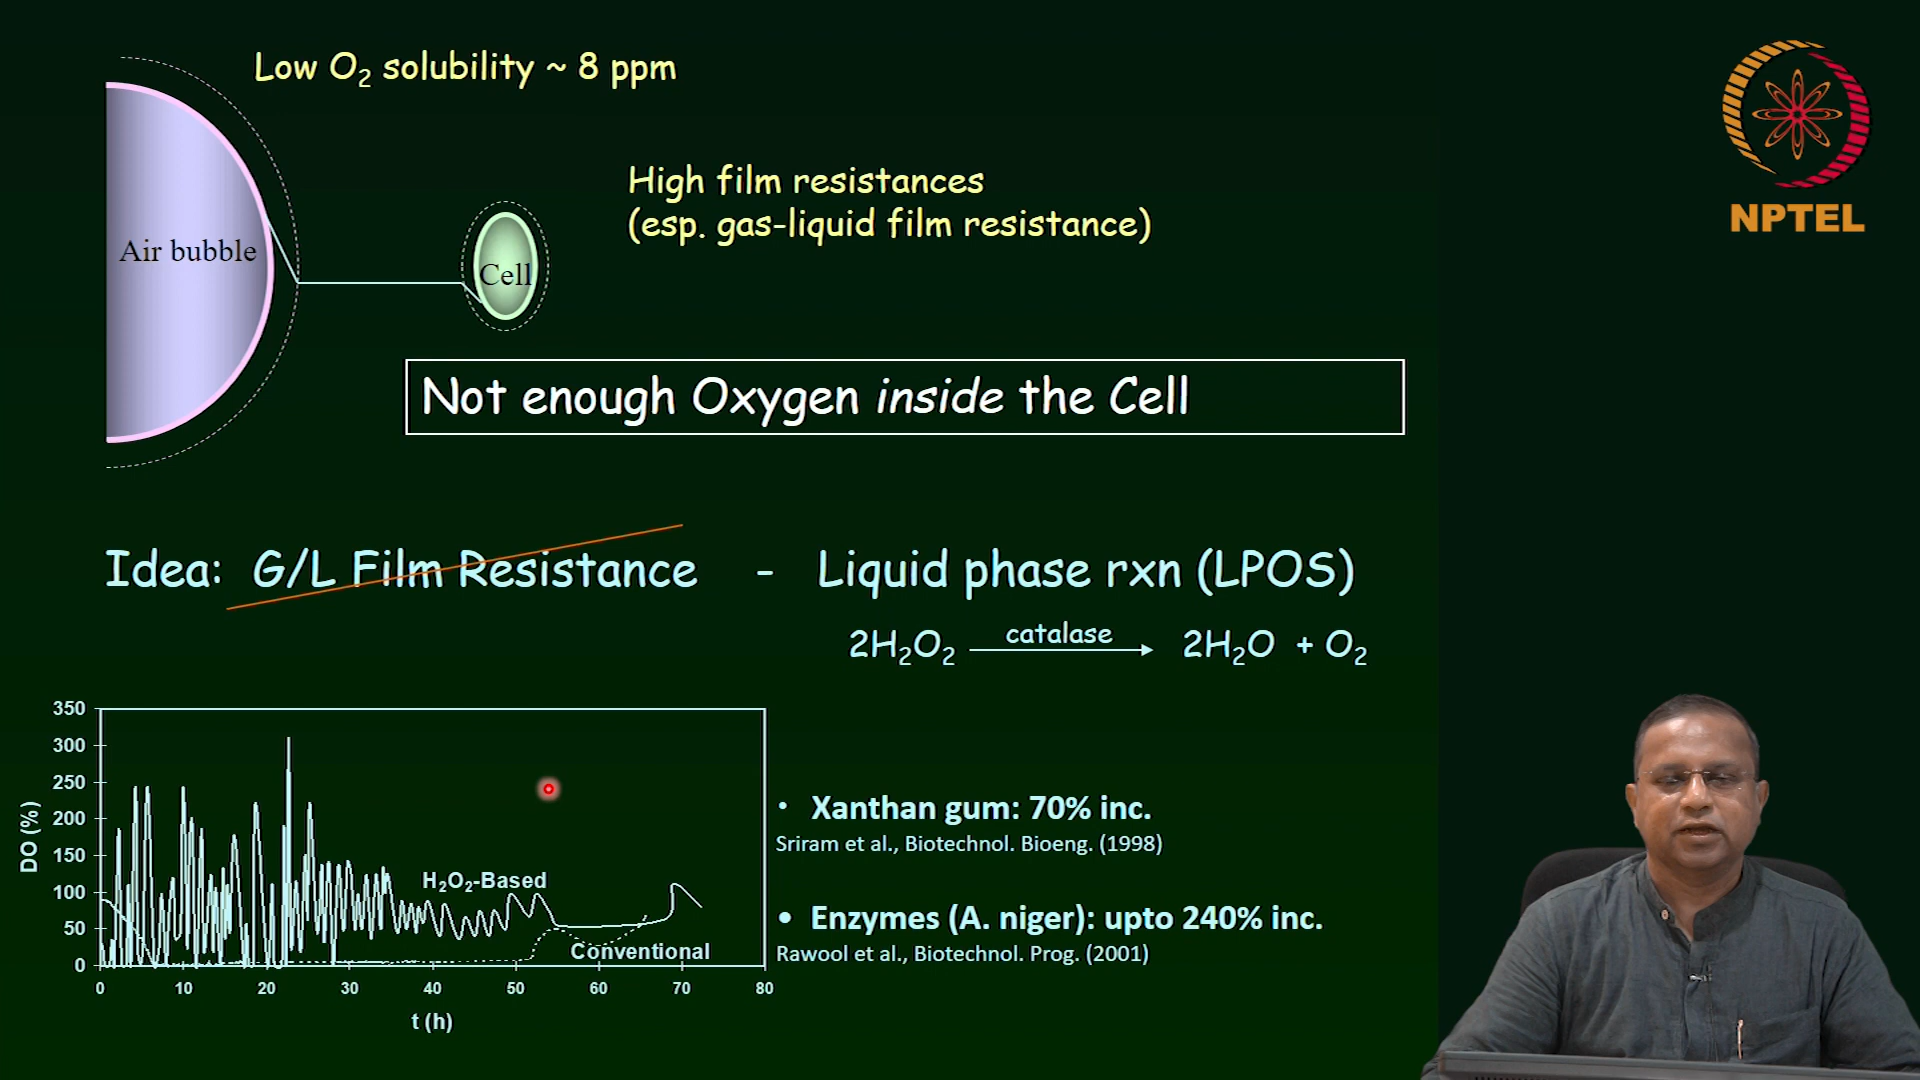 Low O₂ solubility ~ 8 ppm
NPTEL
High film resistances
(esp. gas-liquid film resistance)
Air bubble
Cell
Not enough Oxygen inside the Cell
Idea: G/L Film Resistance - Liquid phase rxn (LPOS)
2H₂O₂ catalase 2H₂O + O₂
350
300
250
200
150
100
50
0
DO (%)
H₂O₂-Based
Conventional
0 10 20 30 40 50 60 70 80
t (h)
• Xanthan gum: 70% inc.
Sriram et al., Biotechnol. Bioeng. (1998)
• Enzymes (A. niger): upto 240% inc.
Rawool et al., Biotechnol. Prog. (2001)